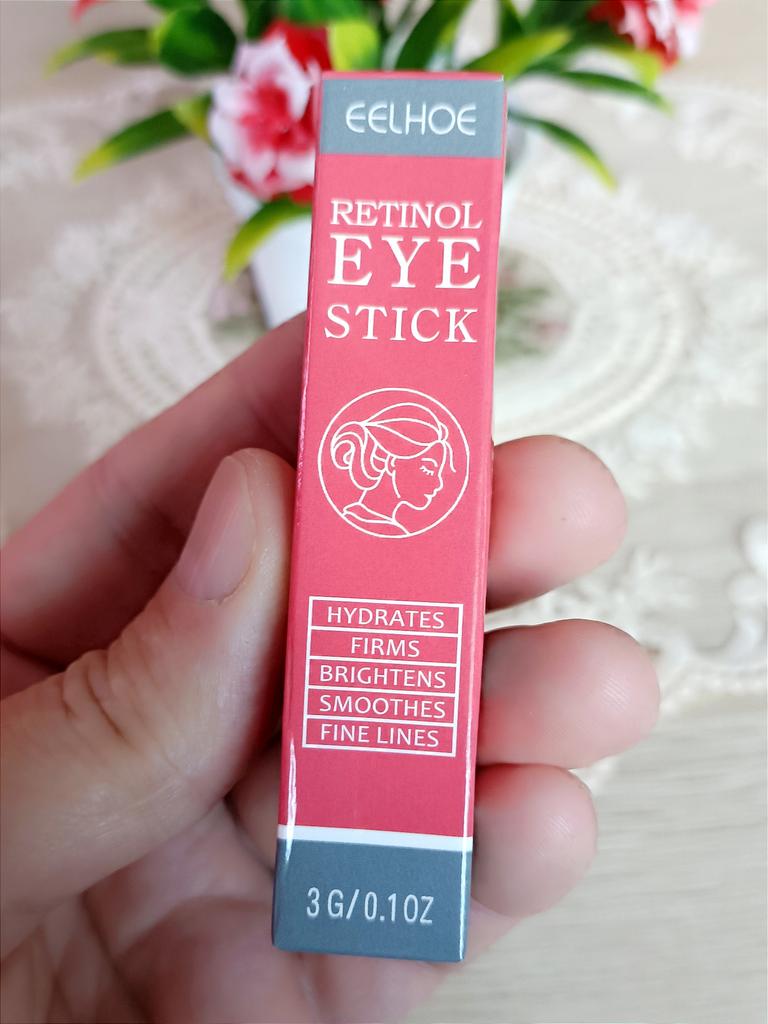 EELHOE
RETINOL
EYE
STICK
HYDRATES
FIRMS
BRIGHTENS
SMOOTHES
FINE LINES
3 G/0.1OZ